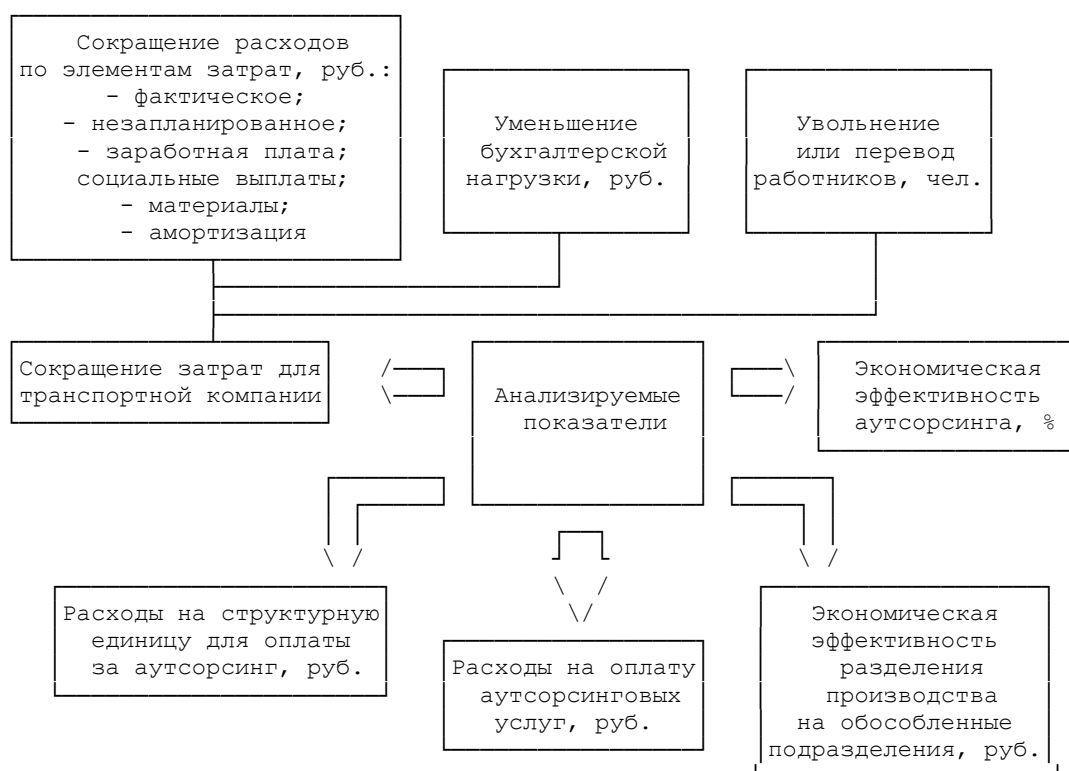 Сокращение расходов
по элементам затрат, руб.:
- фактическое;
- незапланированное;
- заработная плата;
социальные выплаты;
- материалы;
- амортизация
Уменьшение
бухгалтерской
нагрузки, руб.
Увольнение
или перевод
работников, чел.
Сокращение затрат для
транспортной компании
Анализируемые
показатели
Экономическая
эффективность
аутсорсинга, %
Расходы на структурную
единицу для оплаты
за аутсорсинг, руб.
Расходы на оплату
аутсорсинговых
услуг, руб.
Экономическая
эффективность
разделения
производства
на обособленные
подразделения, руб.